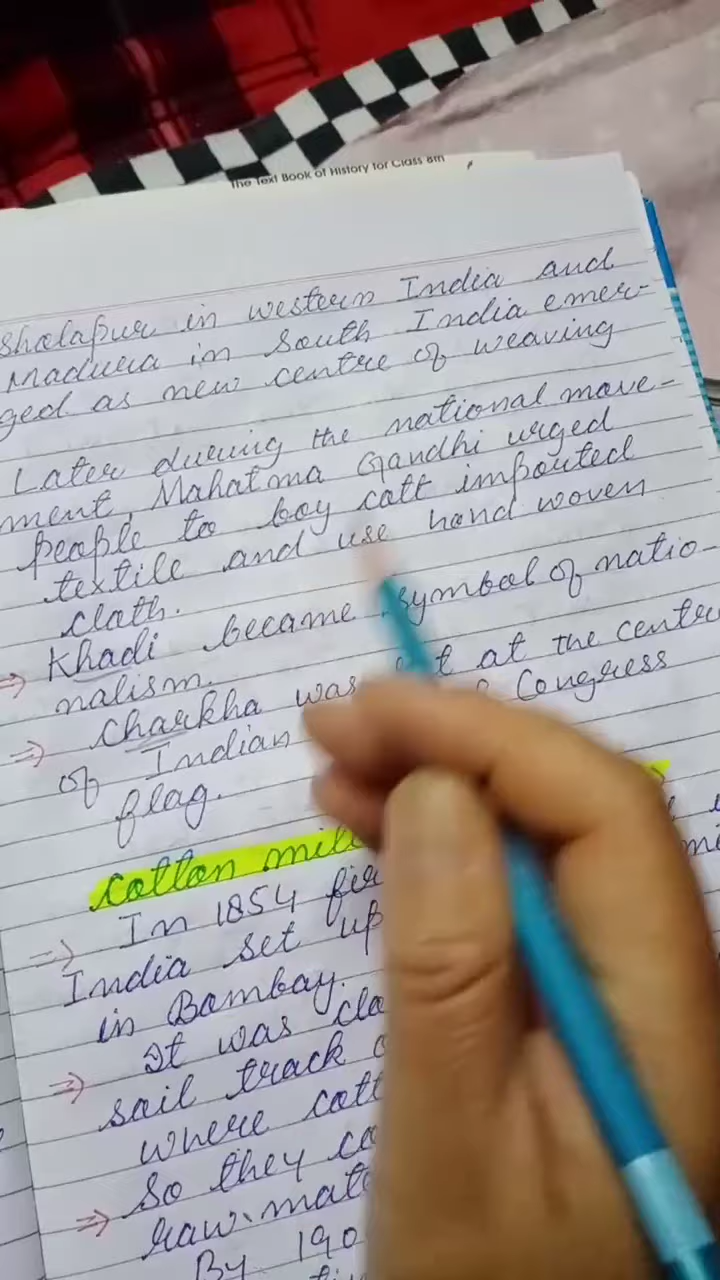 The Text Book of History for Class 8th
Sholapur in western India and
Madura in South India emer-
ged as new centre of weaving
Later during the national move-
ment, Mahatma Gandhi urged
people to boy catt imported
textile and use hand woven
cloth.
⇒ Khadi became symbol of natio-
nalism.
⇒ Charkha was at the centre
of Indian Congress
flag.
Cotton
⇒ In 1854
India set up
in Bombay.
⇒ It was
sail track
where
So they
⇒ raw-
By 190